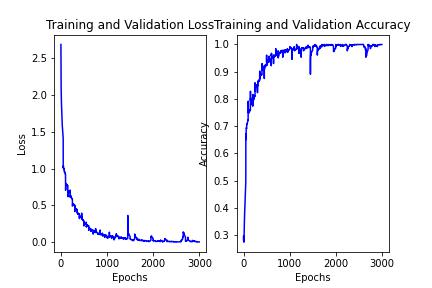 Training and Validation Loss
2.5
2.0
1.5
1.0
0.5
0.0
Loss
0 1000 2000 3000
Epochs
Training and Validation Accuracy
1.0
0.9
0.8
0.7
0.6
0.5
0.4
0.3
Accuracy
0 1000 2000 3000
Epochs